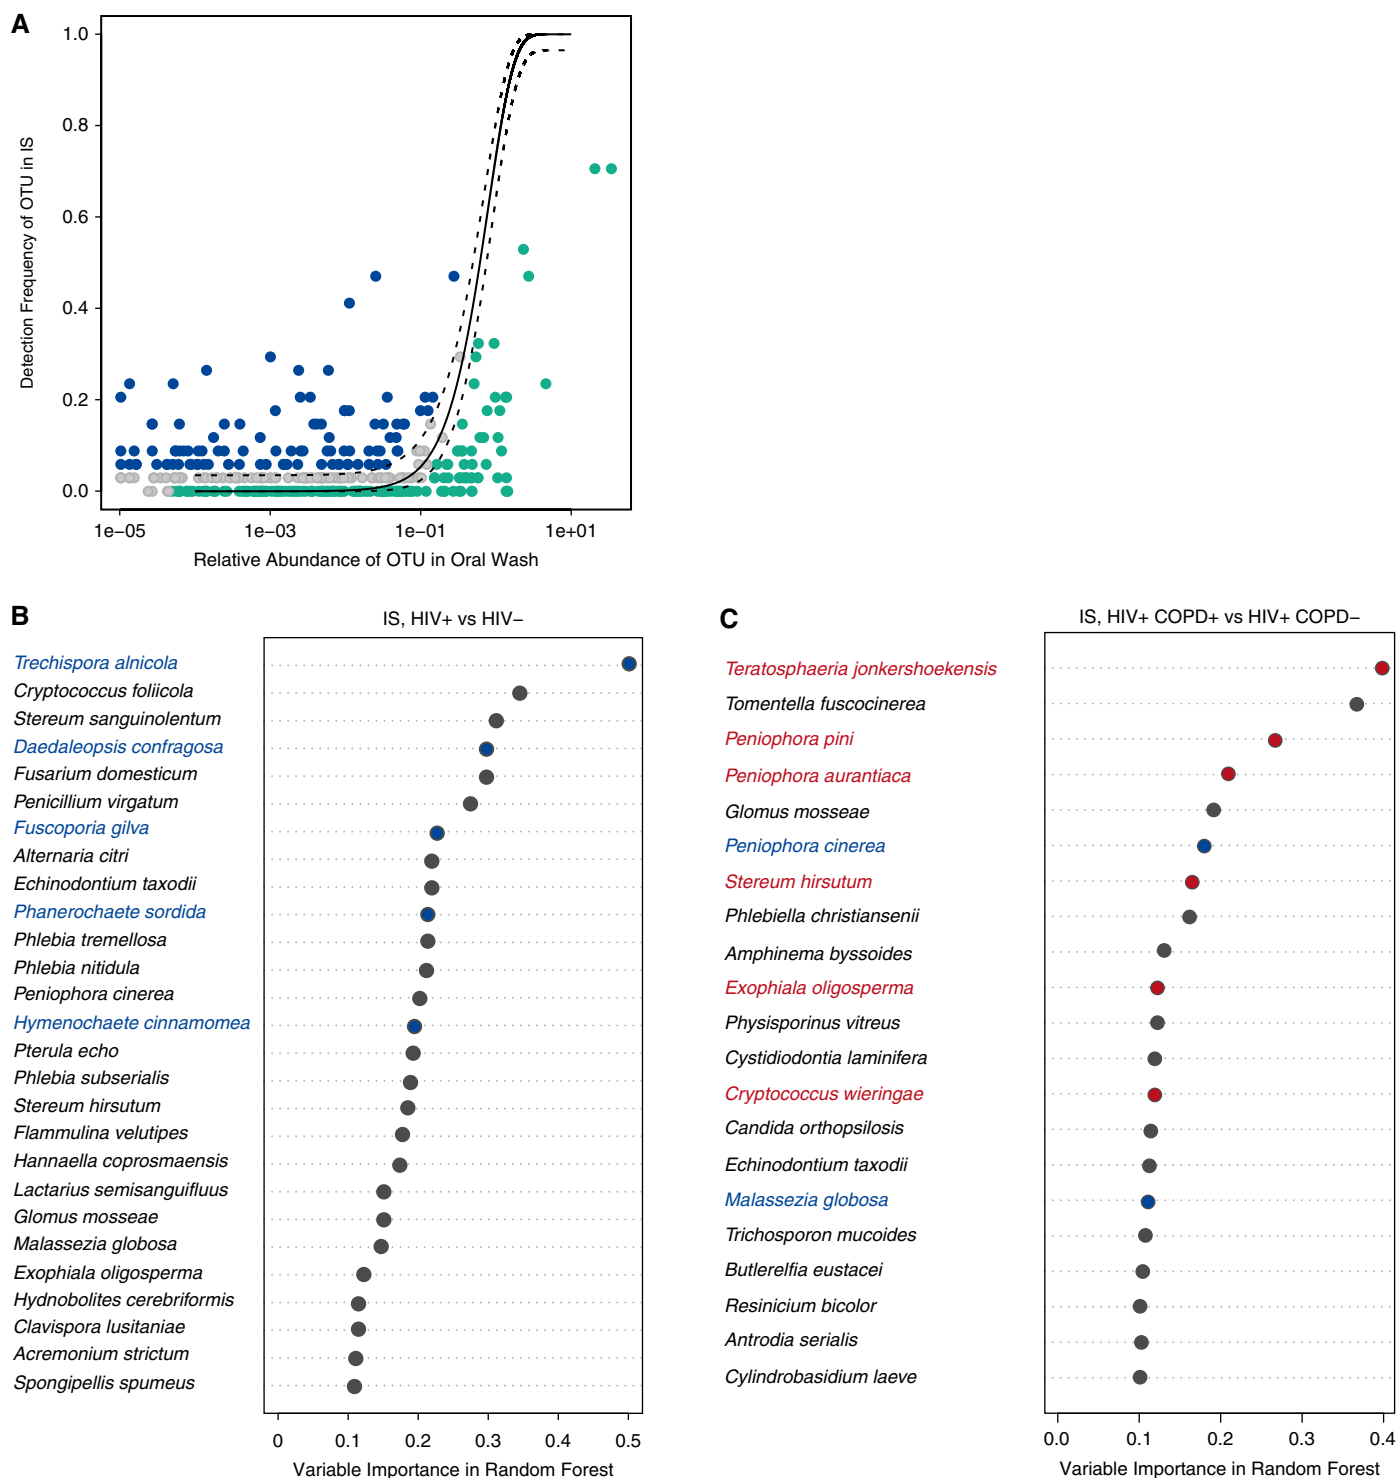 A
Detection Frequency of OTU in IS
1.0
0.8
0.6
0.4
0.2
0.0
1e−05
1e−03
1e−01
1e+01
Relative Abundance of OTU in Oral Wash
B
IS, HIV+ vs HIV−
Trechispora alnicola
Cryptococcus foliicola
Stereum sanguinolentum
Daedaleopsis confragosa
Fusarium domesticum
Penicillium virgatum
Fuscoporia gilva
Alternaria citri
Echinodontium taxodii
Phanerochaete sordida
Phlebia tremellosa
Phlebia nitidula
Peniophora cinerea
Hymenochaete cinnamomea
Pterula echo
Phlebia subserialis
Stereum hirsutum
Flammulina velutipes
Hannaella coprosmaensis
Lactarius semisanguifluus
Glomus mosseae
Malassezia globosa
Exophiala oligosperma
Hydnobolites cerebriformis
Clavispora lusitaniae
Acremonium strictum
Spongipellis spumeus
0
0.1
0.2
0.3
0.4
0.5
Variable Importance in Random Forest
C
IS, HIV+ COPD+ vs HIV+ COPD−
Teratosphaeria jonkershoekensis
Tomentella fuscocinerea
Peniophora pini
Peniophora aurantiaca
Glomus mosseae
Peniophora cinerea
Stereum hirsutum
Phlebiella christiansenii
Amphinema byssoides
Exophiala oligosperma
Physisporinus vitreus
Cystidiodontia laminifera
Cryptococcus wieringae
Candida orthopsilosis
Echinodontium taxodii
Malassezia globosa
Trichosporon mucoides
Butlerelfia eustacei
Resinicium bicolor
Antrodia serialis
Cylindrobasidium laeve
0.0
0.1
0.2
0.3
0.4
Variable Importance in Random Forest